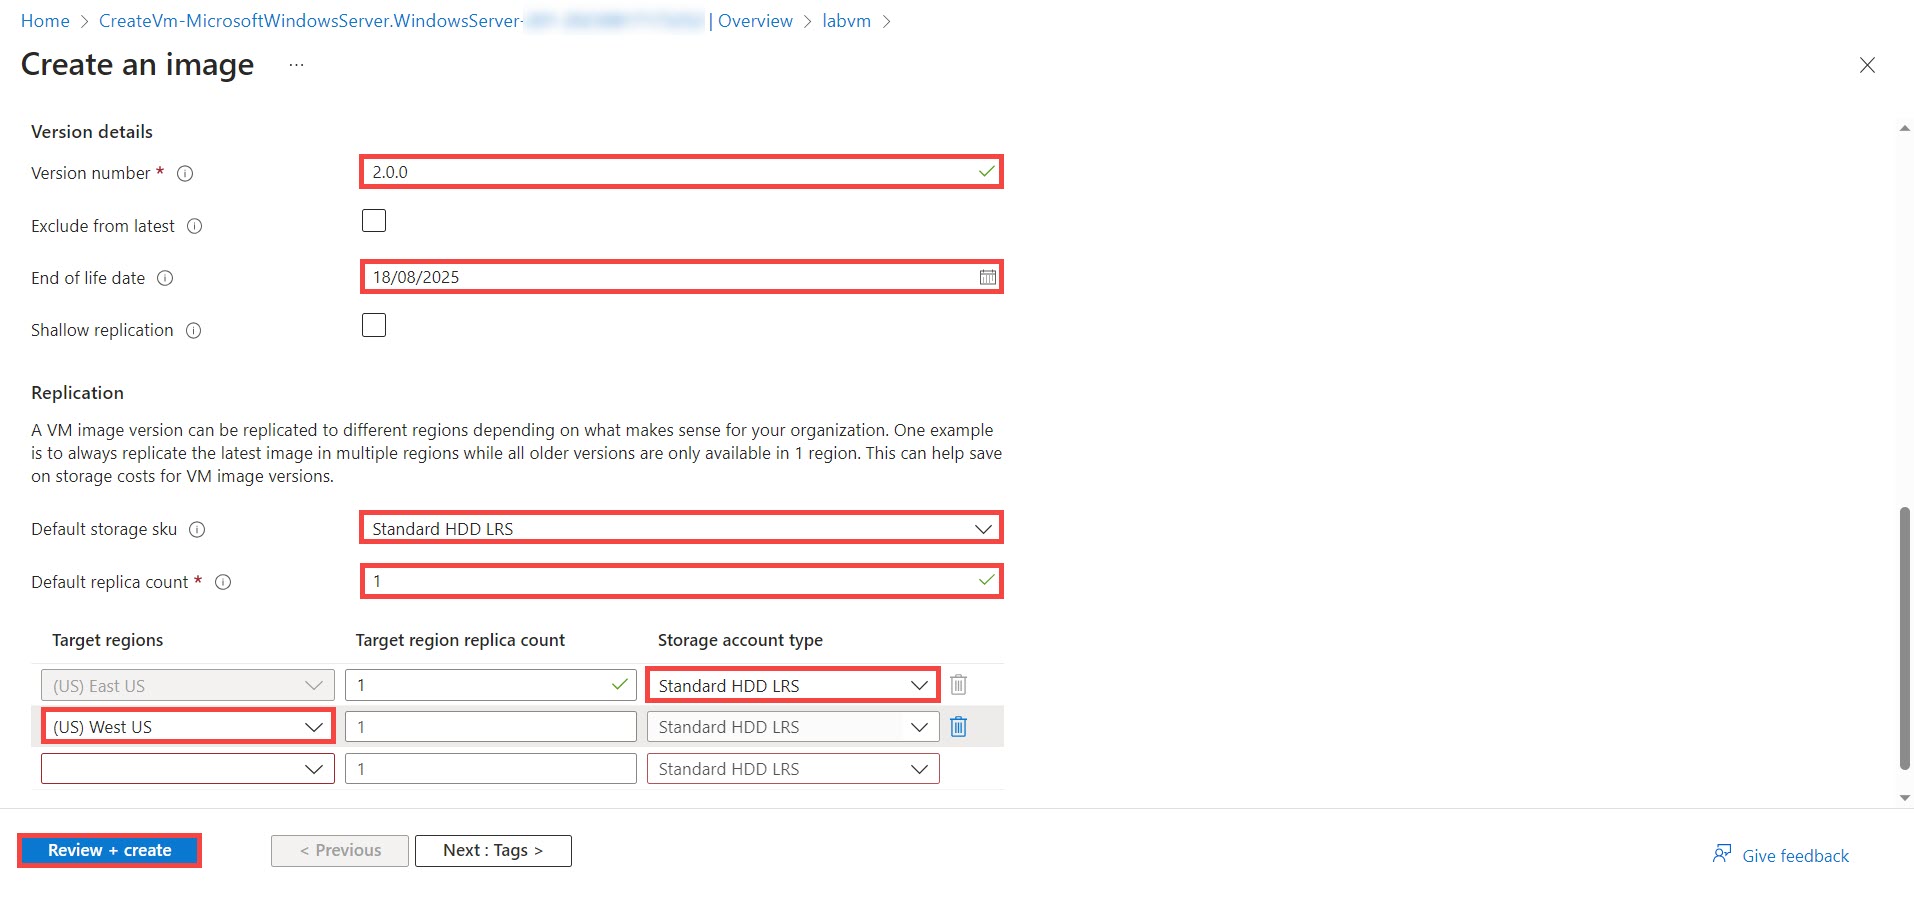 Home > CreateVm-MicrosoftWindowsServer.WindowsServer- | Overview > labvm >
Create an image ...
Version details
Version number * 2.0.0
Exclude from latest
End of life date 18/08/2025
Shallow replication
Replication
A VM image version can be replicated to different regions depending on what makes sense for your organization. One example
is to always replicate the latest image in multiple regions while all older versions are only available in 1 region. This can help save
on storage costs for VM image versions.
Default storage sku Standard HDD LRS
Default replica count * 1
Target regions Target region replica count Storage account type
(US) East US 1 Standard HDD LRS
(US) West US 1 Standard HDD LRS
1 Standard HDD LRS
Review + create < Previous Next : Tags > Give feedback